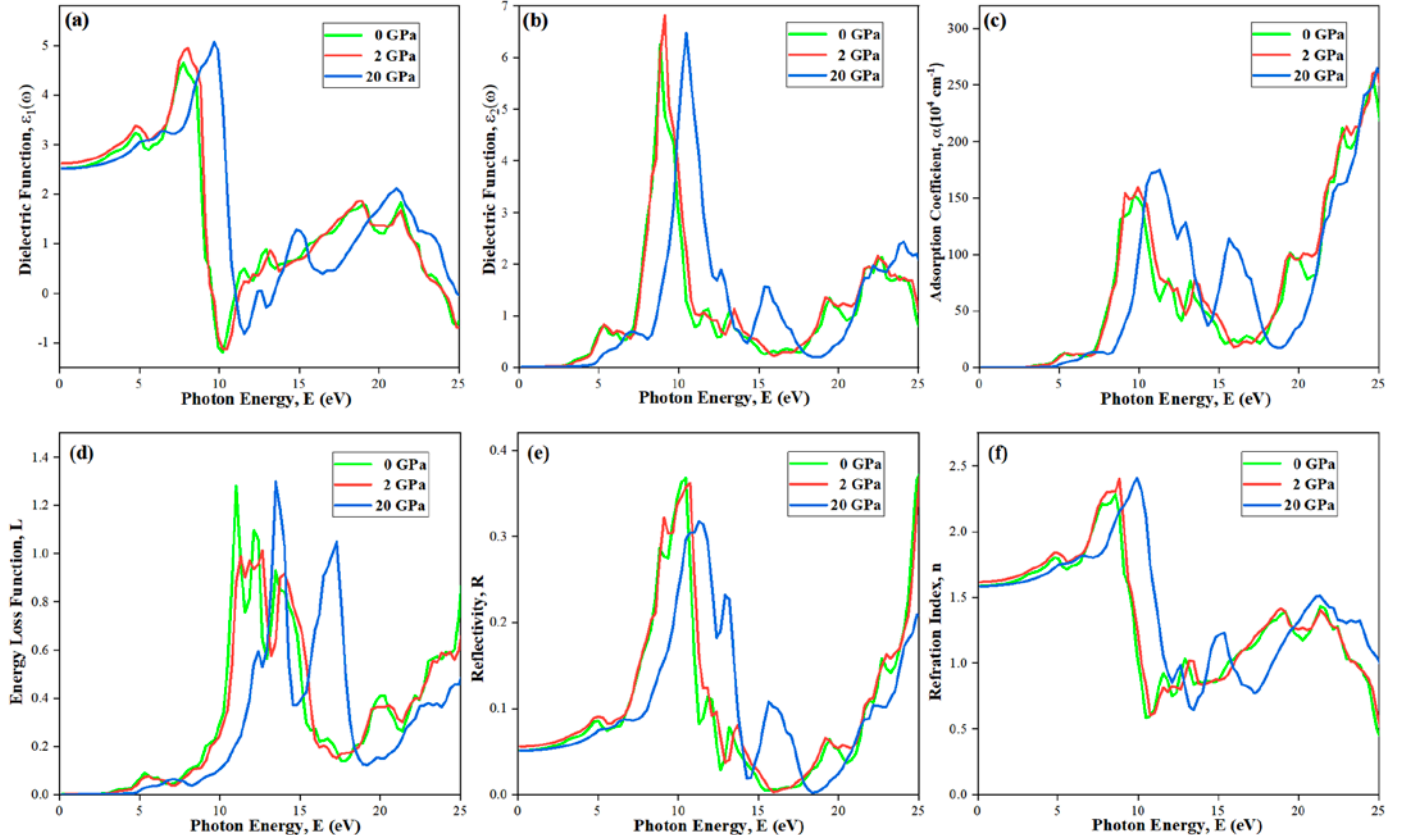 (a)
0 GPa
2 GPa
20 GPa
Dielectric Function, ε₁(ω)
5
4
3
2
1
0
-1
0 5 10 15 20 25
Photon Energy, E (eV)
(b)
0 GPa
2 GPa
20 GPa
Dielectric Function, ε₂(ω)
7
6
5
4
3
2
1
0
0 5 10 15 20 25
Photon Energy, E (eV)
(c)
0 GPa
2 GPa
20 GPa
Adsorption Coefficient, α(10⁴ cm⁻¹)
300
250
200
150
100
50
0
0 5 10 15 20 25
Photon Energy, E (eV)
(d)
0 GPa
2 GPa
20 GPa
Energy Loss Function, L
1.4
1.2
1.0
0.8
0.6
0.4
0.2
0.0
0 5 10 15 20 25
Photon Energy, E (eV)
(e)
0 GPa
2 GPa
20 GPa
Reflectivity, R
0.4
0.3
0.2
0.1
0.0
0 5 10 15 20 25
Photon Energy, E (eV)
(f)
0 GPa
2 GPa
20 GPa
Refration Index, n
2.5
2.0
1.5
1.0
0.5
0.0
0 5 10 15 20 25
Photon Energy, E (eV)